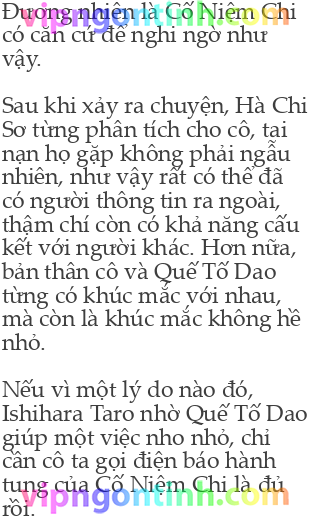 Đương nhiên là Cố Niệm Chi
có căn cứ để nghi ngờ như
vậy.
Sau khi xảy ra chuyện, Hà Chi
Sơ từng phân tích cho cô, tai
nạn họ gặp không phải ngẫu
nhiên, như vậy rất có thể đã
có người thông tin ra ngoài,
thậm chí còn có khả năng cấu
kết với người khác. Hơn nữa,
bản thân cô và Quế Tố Dao
từng có khúc mắc với nhau,
mà còn là khúc mắc không hề
nhỏ.
Nếu vì một lý do nào đó,
Ishihara Taro nhờ Quế Tố Dao
giúp một việc nho nhỏ, chỉ
cần cô ta gọi điện báo hành
tung của Cố Niệm Chi là đủ
rồi.
vipngontinh.com
vipngontinh.com